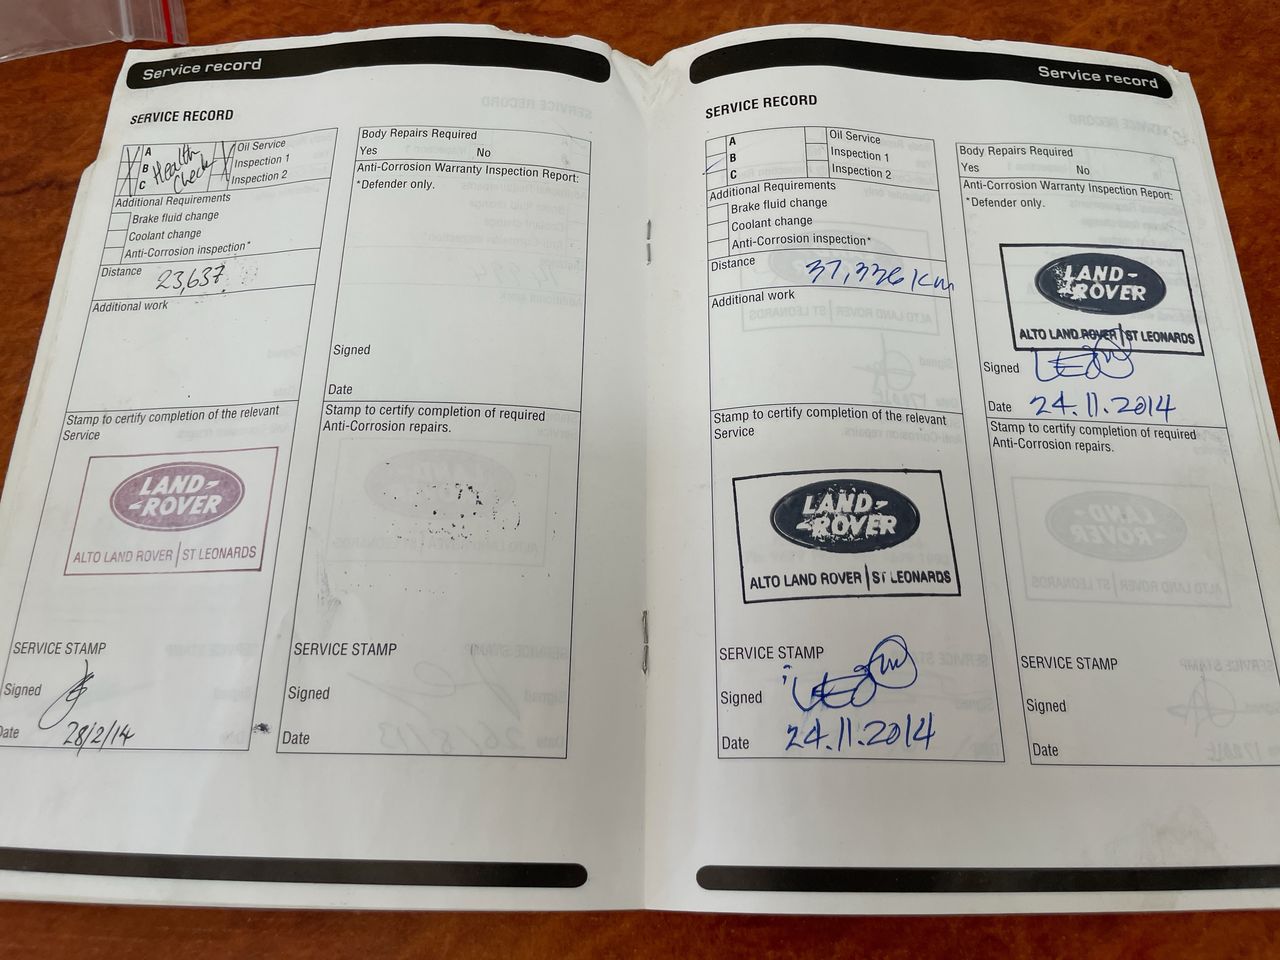 Service record
SERVICE RECORD
A
B
C
Health
Check
Oil Service
Inspection 1
Inspection 2
Additional Requirements
Brake fluid change
Coolant change
Anti-Corrosion inspection*
Distance 23,637
Additional work
Stamp to certify completion of the relevant
Service
LAND-
-ROVER
ALTO LAND ROVER | ST LEONARDS
SERVICE STAMP
Signed
Date 28/2/14
Body Repairs Required
Yes No
Anti-Corrosion Warranty Inspection Report:
*Defender only.
Signed
Date
Stamp to certify completion of required
Anti-Corrosion repairs.
SERVICE STAMP
Signed
Date
Service record
SERVICE RECORD
A
B
C
Oil Service
Inspection 1
Inspection 2
Additional Requirements
Brake fluid change
Coolant change
Anti-Corrosion inspection*
Distance 37,336 Km
Additional work
Stamp to certify completion of the relevant
Service
LAND-
-ROVER
ALTO LAND ROVER | ST LEONARDS
SERVICE STAMP
Signed
Date 24.11.2014
Body Repairs Required
Yes No
Anti-Corrosion Warranty Inspection Report:
*Defender only.
LAND-
-ROVER
ALTO LAND ROVER | ST LEONARDS
Signed
Date 24.11.2014
Stamp to certify completion of required
Anti-Corrosion repairs.
SERVICE STAMP
Signed
Date